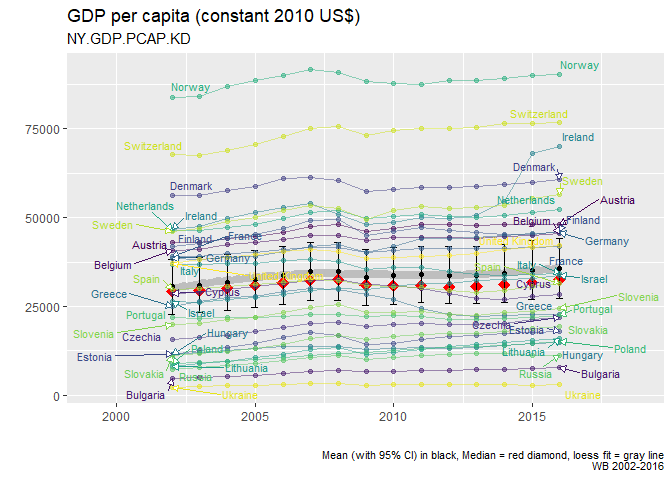 GDP per capita (constant 2010 US$)
NY.GDP.PCAP.KD
Norway
Norway
Switzerland
Switzerland
75000
Ireland
Denmark
Denmark
Sweden
Netherlands
Netherlands
Austria
Ireland
50000
Belgium
Finland
Sweden
Finland
France
Germany
Austria
United Kingdom
Belgium
Germany
Italy
France
Italy
Spain
Spain
Israel
United Kingdom
Cyprus
Cyprus
Greece
Slovenia
25000
Greece
Portugal
Israel
Portugal
Czechia
Slovenia
Hungary
Estonia
Slovakia
Czechia
Poland
Lithuania
Poland
Estonia
Hungary
Lithuania
Slovakia
Russia
Russia
Bulgaria
Bulgaria
Ukraine
Ukraine
0
2000 2005 2010 2015
Mean (with 95% CI) in black, Median = red diamond, loess fit = gray line
WB 2002-2016